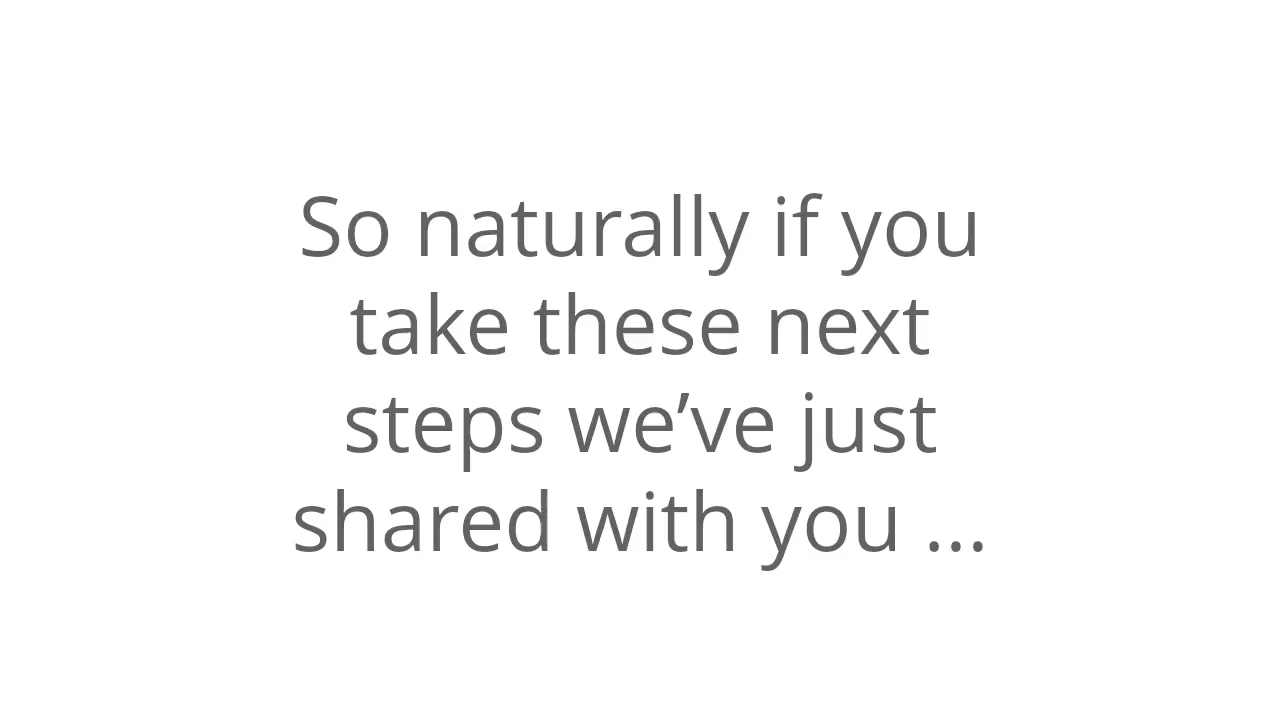 So naturally if you
take these next
steps we’ve just
shared with you ...